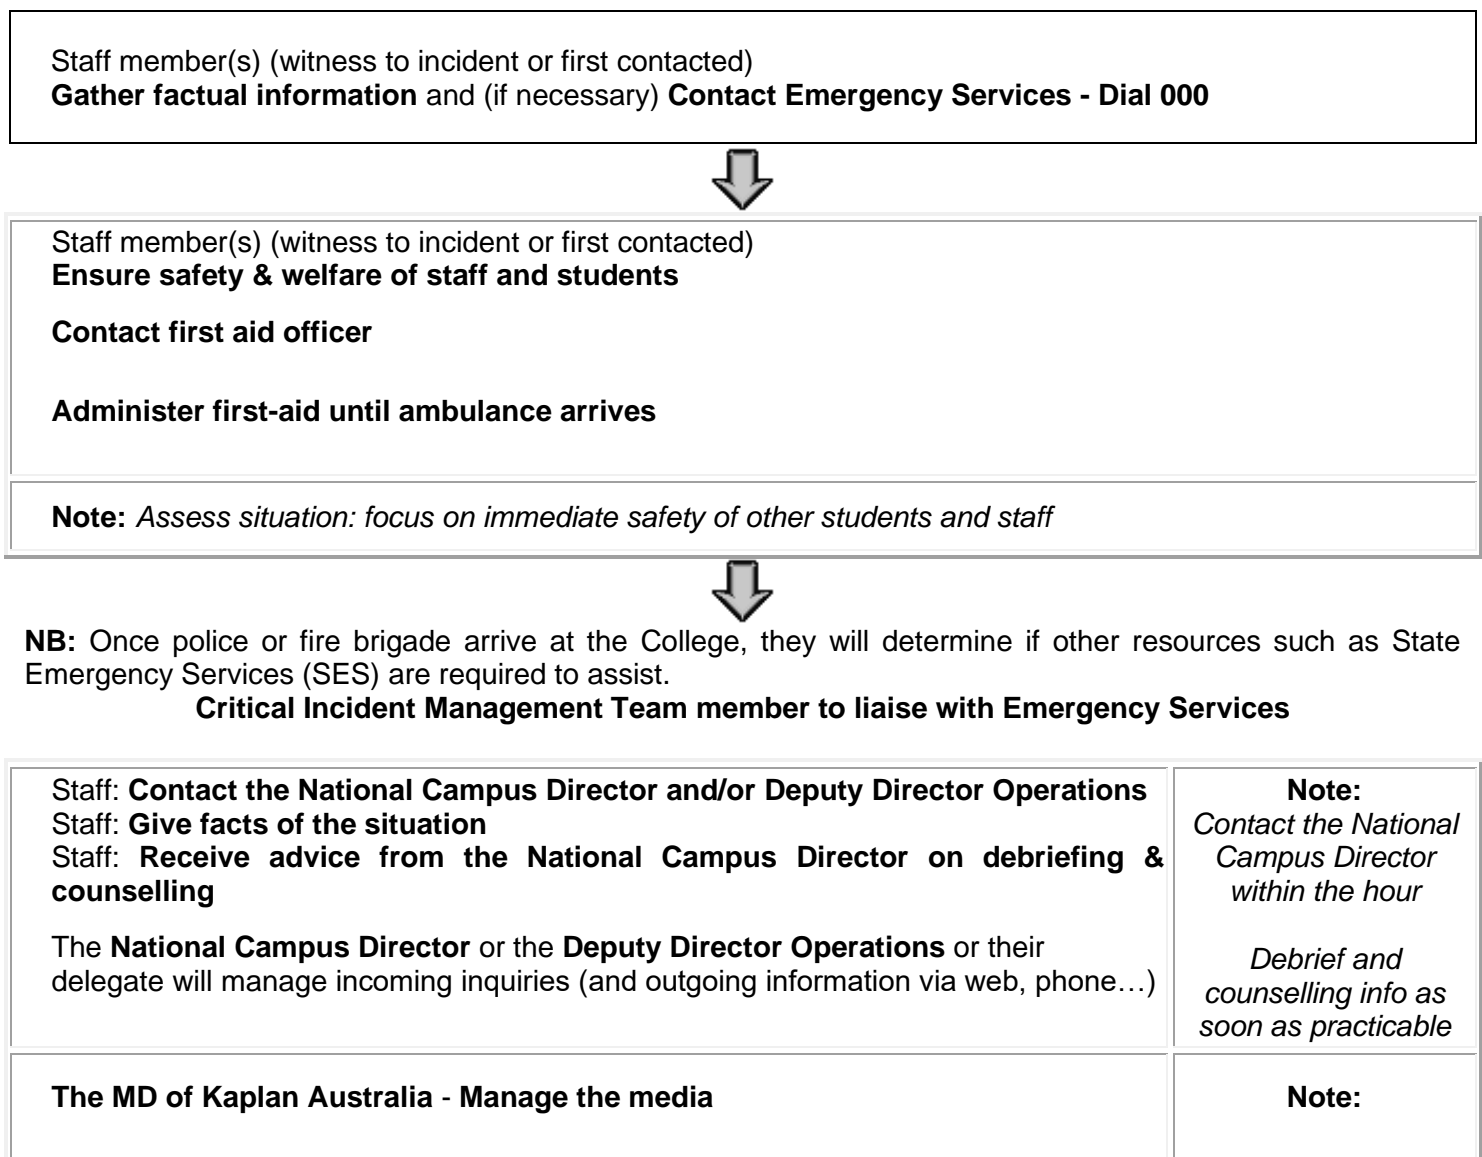 Staff member(s) (witness to incident or first contacted)
Gather factual information and (if necessary) Contact Emergency Services - Dial 000
Staff member(s) (witness to incident or first contacted)
Ensure safety & welfare of staff and students
Contact first aid officer
Administer first-aid until ambulance arrives
Note: Assess situation: focus on immediate safety of other students and staff
NB: Once police or fire brigade arrive at the College, they will determine if other resources such as State
Emergency Services (SES) are required to assist.
Critical Incident Management Team member to liaise with Emergency Services
Staff: Contact the National Campus Director and/or Deputy Director Operations
Staff: Give facts of the situation
Staff: Receive advice from the National Campus Director on debriefing &
counselling
The National Campus Director or the Deputy Director Operations or their
delegate will manage incoming inquiries (and outgoing information via web, phone…)
Note:
Contact the National
Campus Director
within the hour
Debrief and
counselling info as
soon as practicable
The MD of Kaplan Australia - Manage the media
Note: